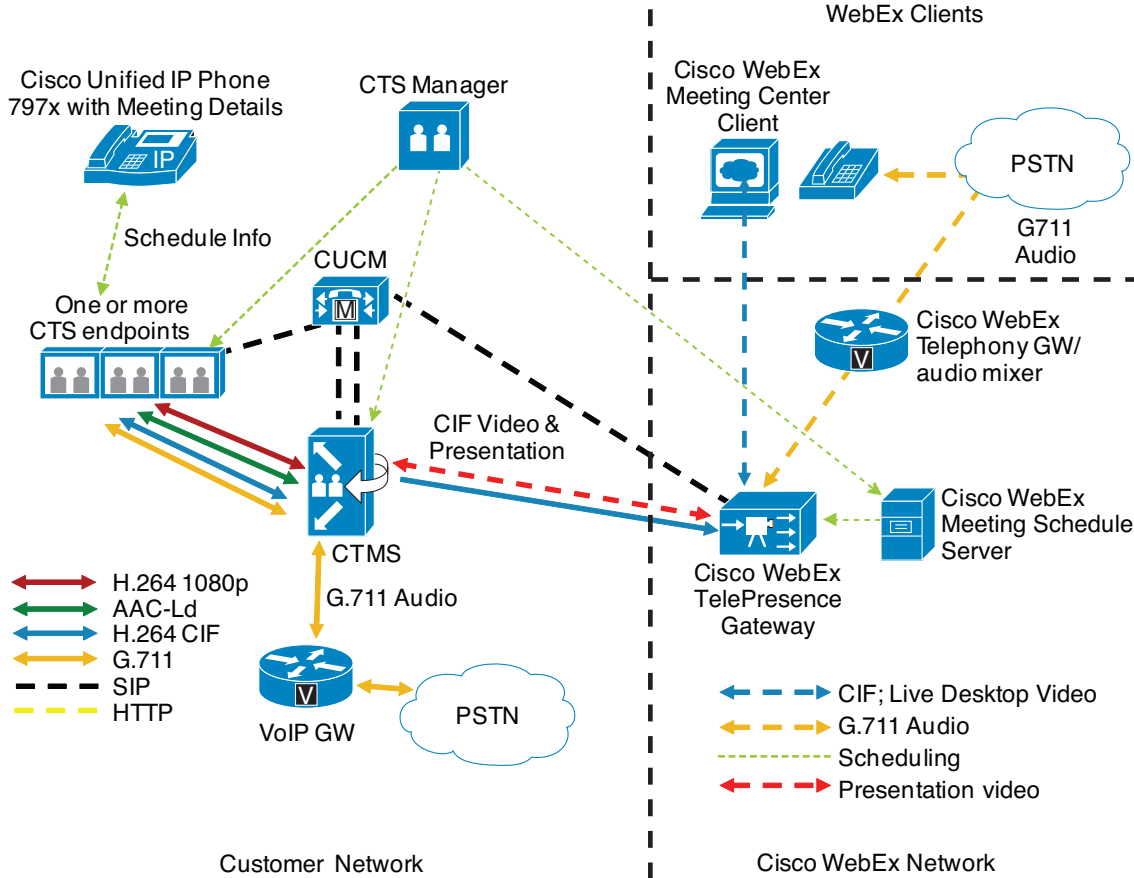 WebEx Clients
Cisco Unified IP Phone
797x with Meeting Details
IP
CTS Manager
Cisco WebEx
Meeting Center
Client
PSTN
G711
Audio
Schedule Info
CUCM
M
One or more
CTS endpoints
Cisco WebEx
Telephony GW/
audio mixer
V
CIF Video &
Presentation
CTMS
Cisco WebEx
Meeting Schedule
Server
Cisco WebEx
TelePresence
Gateway
G.711 Audio
V
VoIP GW
PSTN
H.264 1080p
AAC-Ld
H.264 CIF
G.711
SIP
HTTP
CIF; Live Desktop Video
G.711 Audio
Scheduling
Presentation video
Customer Network
Cisco WebEx Network